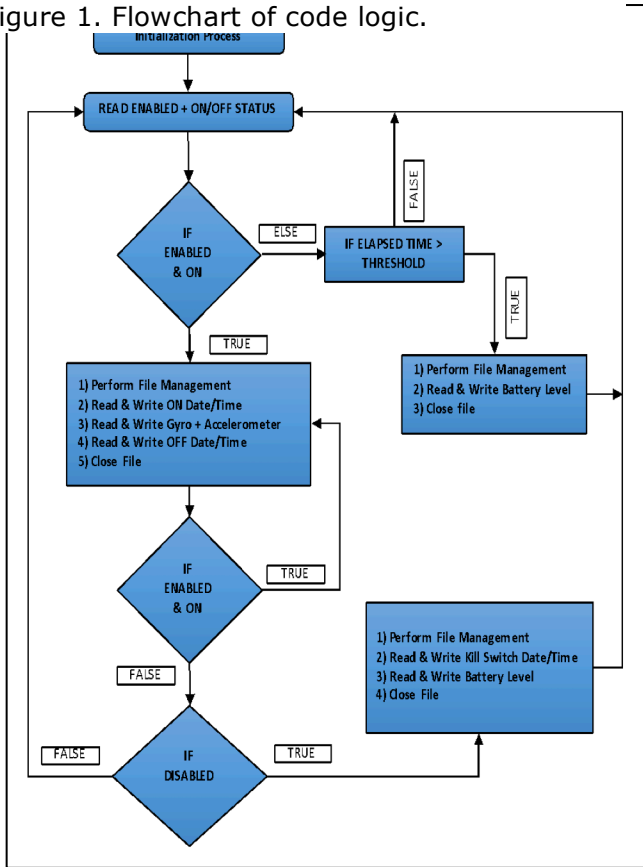 igure 1. Flowchart of code logic.
Initialization Process
READ ENABLED + ON/OFF STATUS
FALSE
IF
ENABLED
& ON
ELSE
IF ELAPSED TIME >
THRESHOLD
TRUE
TRUE
1) Perform File Management
2) Read & Write ON Date/Time
3) Read & Write Gyro + Accelerometer
4) Read & Write OFF Date/Time
5) Close File
1) Perform File Management
2) Read & Write Battery Level
3) Close file
IF
ENABLED
& ON
TRUE
FALSE
1) Perform File Management
2) Read & Write Kill Switch Date/Time
3) Read & Write Battery Level
4) Close File
FALSE
IF
DISABLED
TRUE